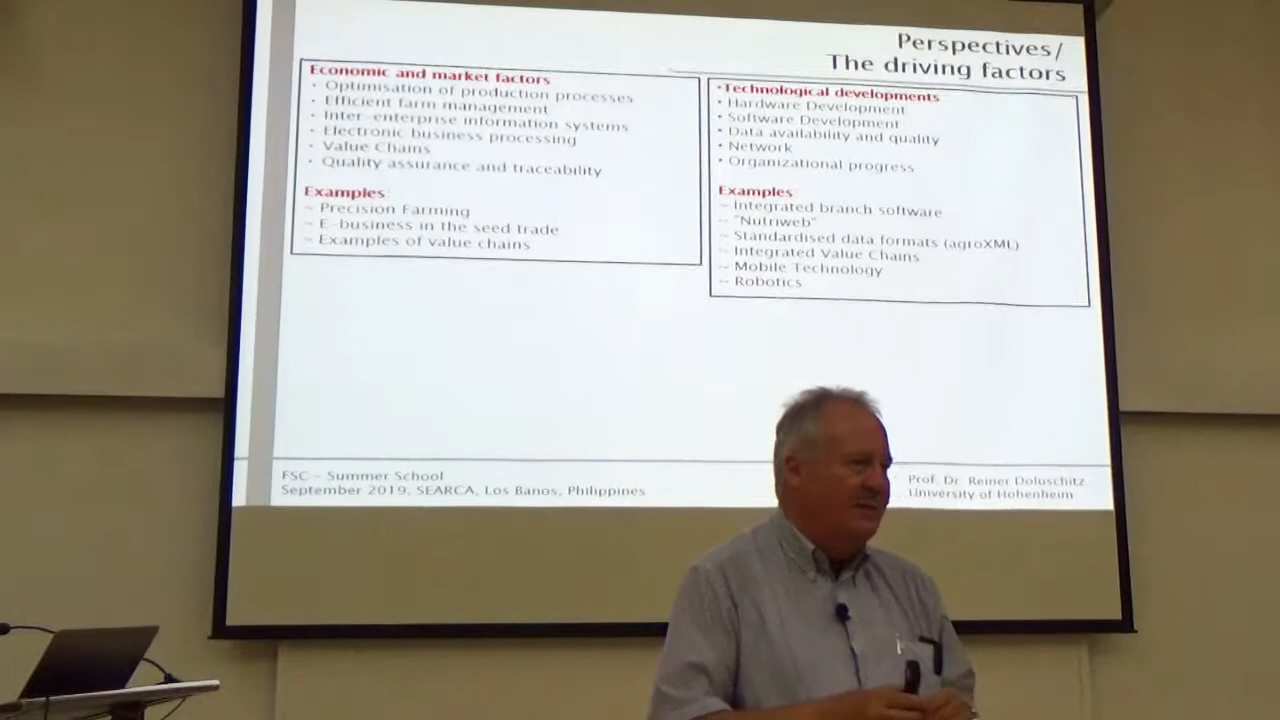 Perspectives/
The driving factors
Economic and market factors
· Optimisation of production processes
· Efficient farm management
· Inter-enterprise information systems
· Electronic business processing
· Value Chains
· Quality assurance and traceability
Examples:
~ Precision Farming
~ E-business in the seed trade
~ Examples of value chains
•Technological developments
• Hardware Development
• Software Development
• Data availability and quality
• Network
• Organizational progress
Examples
~ Integrated branch software
~ "Nutriweb"
~ Standardised data formats (agroXML)
~ Integrated Value Chains
~ Mobile Technology
~ Robotics
FSC – Summer School
September 2019, SEARCA, Los Banos, Philippines
Prof. Dr. Reiner Doluschitz
University of Hohenheim